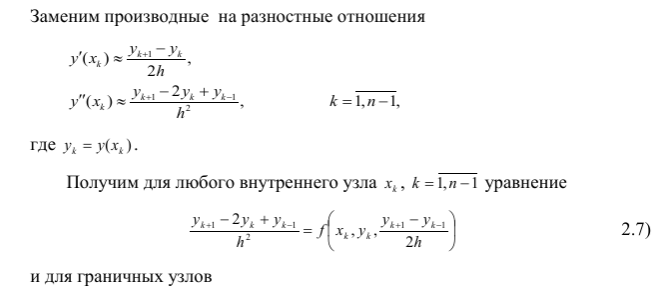 Заменим производные на разностные отношения
y′(x_k) ≈ (y_{k+1} − y_k) / 2h,
y″(x_k) ≈ (y_{k+1} − 2y_k + y_{k−1}) / h², k = \overline{1, n−1},
где y_k = y(x_k).
Получим для любого внутреннего узла x_k, k = \overline{1, n−1} уравнение
(y_{k+1} − 2y_k + y_{k−1}) / h² = f(x_k, y_k, (y_{k+1} − y_{k−1}) / 2h) 2.7)
и для граничных узлов